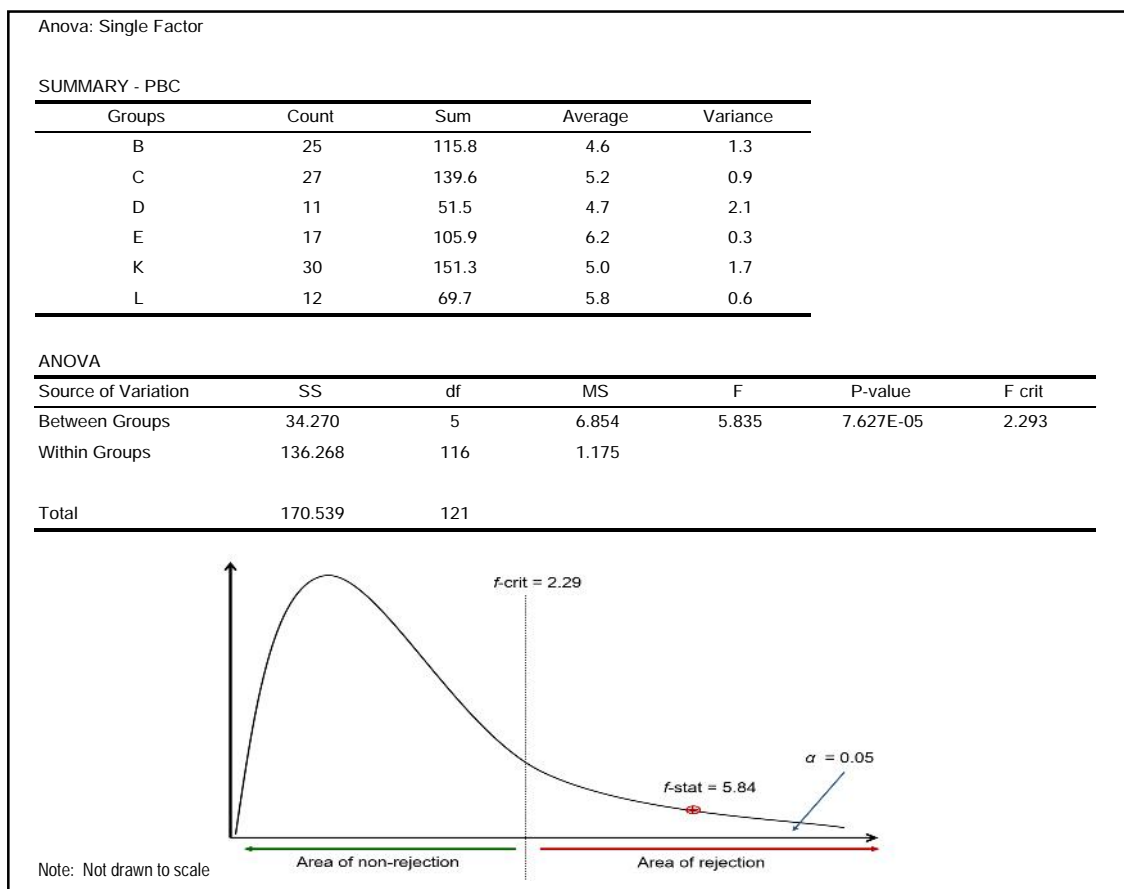 Anova: Single Factor
SUMMARY - PBC
Groups Count Sum Average Variance
B 25 115.8 4.6 1.3
C 27 139.6 5.2 0.9
D 11 51.5 4.7 2.1
E 17 105.9 6.2 0.3
K 30 151.3 5.0 1.7
L 12 69.7 5.8 0.6
ANOVA
Source of Variation SS df MS F P-value F crit
Between Groups 34.270 5 6.854 5.835 7.627E-05 2.293
Within Groups 136.268 116 1.175
Total 170.539 121
f-crit = 2.29
α = 0.05
f-stat = 5.84
Area of non-rejection Area of rejection
Note: Not drawn to scale